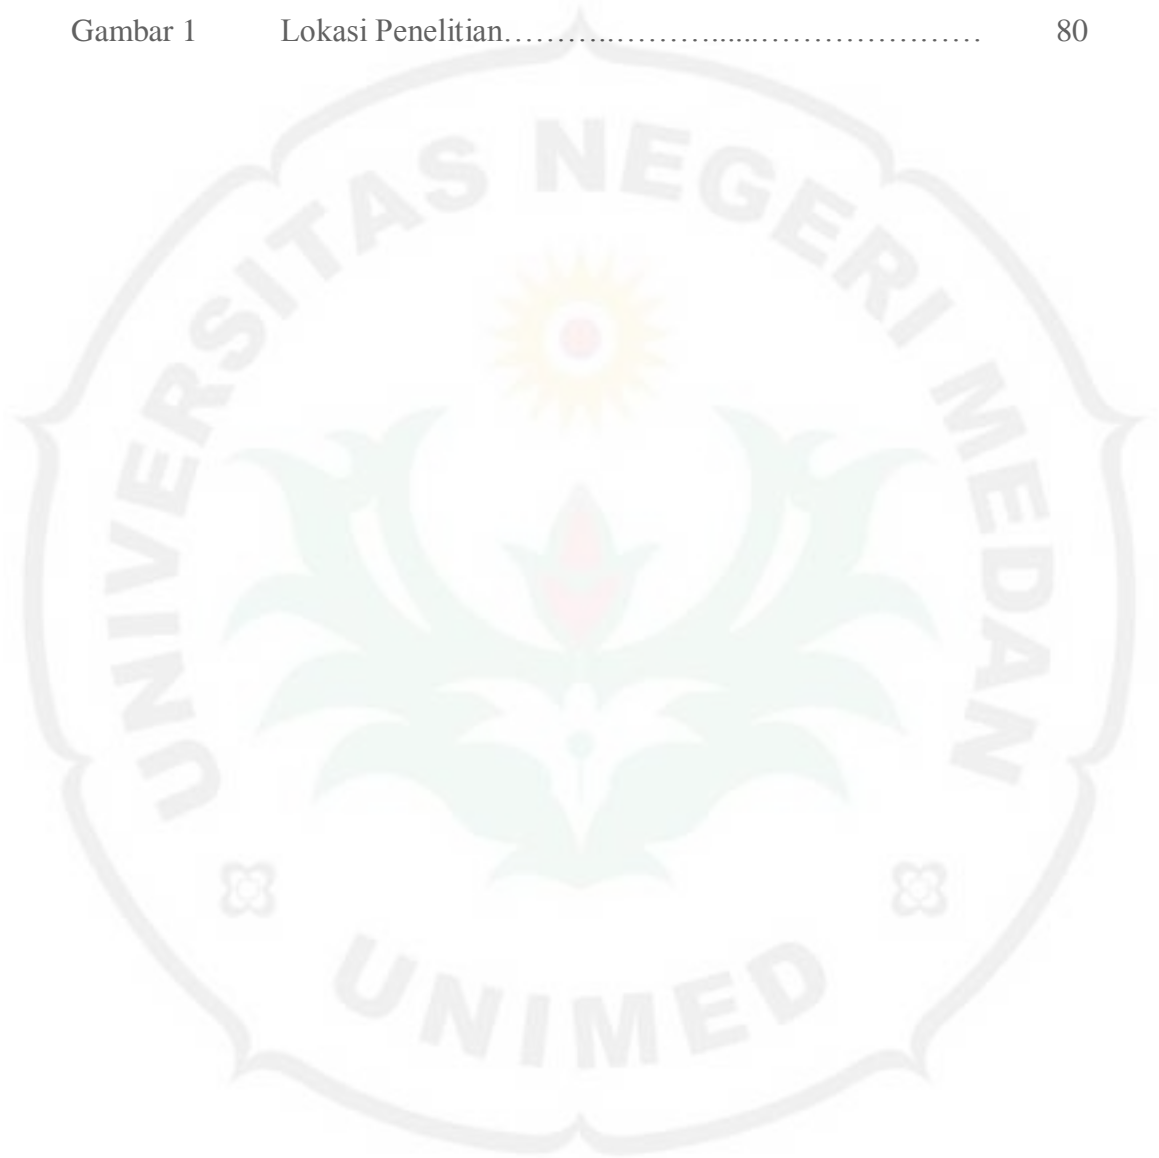 Gambar 1 Lokasi Penelitian………..………......………………… 80
UNIVERSITAS NEGERI MEDAN
UNIMED